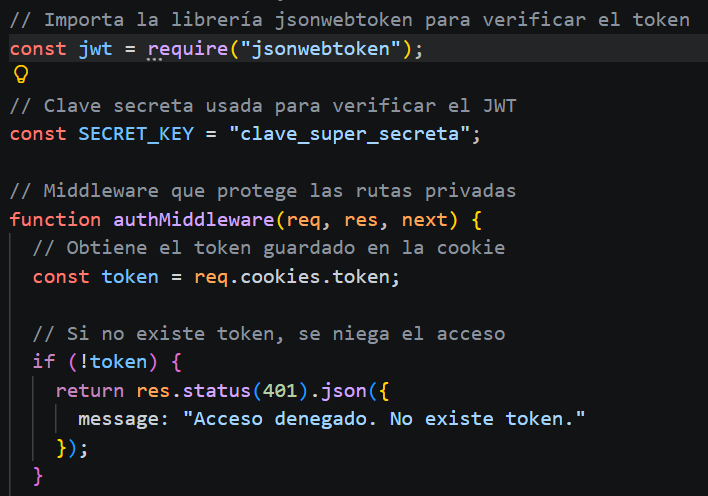 // Importa la librería jsonwebtoken para verificar el token
const jwt = require("jsonwebtoken");
// Clave secreta usada para verificar el JWT
const SECRET_KEY = "clave_super_secreta";
// Middleware que protege las rutas privadas
function authMiddleware(req, res, next) {
// Obtiene el token guardado en la cookie
const token = req.cookies.token;
// Si no existe token, se niega el acceso
if (!token) {
return res.status(401).json({
message: "Acceso denegado. No existe token."
});
}